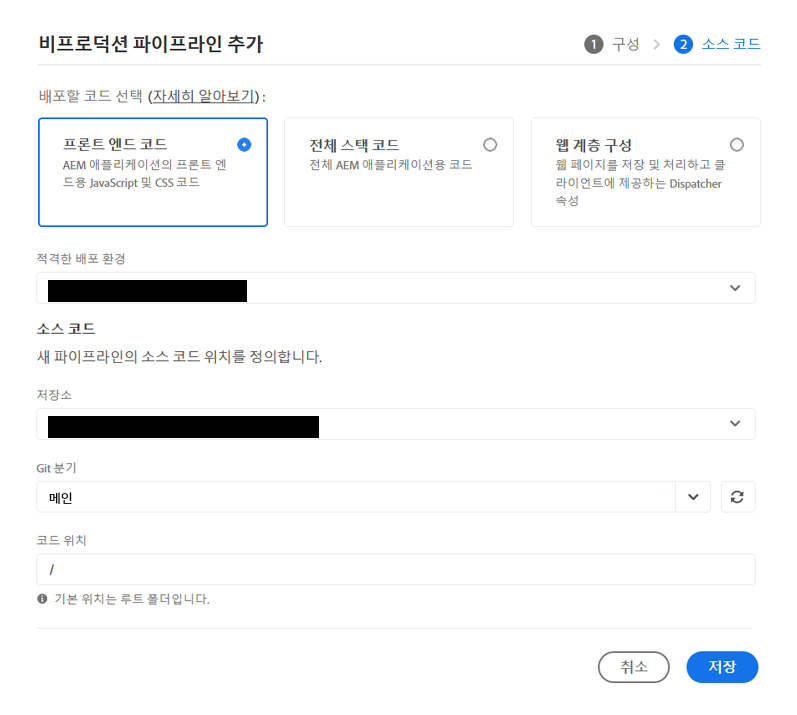 비프로덕션 파이프라인 추가
1 구성 > 2 소스 코드
배포할 코드 선택 (자세히 알아보기) :
프론트 엔드 코드
AEM 애플리케이션의 프론트 엔
드용 JavaScript 및 CSS 코드
전체 스택 코드
전체 AEM 애플리케이션용 코드
웹 계층 구성
웹 페이지를 저장 및 처리하고 클
라이언트에 제공하는 Dispatcher
속성
적격한 배포 환경
소스 코드
새 파이프라인의 소스 코드 위치를 정의합니다.
저장소
Git 분기
메인
코드 위치
/
기본 위치는 루트 폴더입니다.
취소
저장